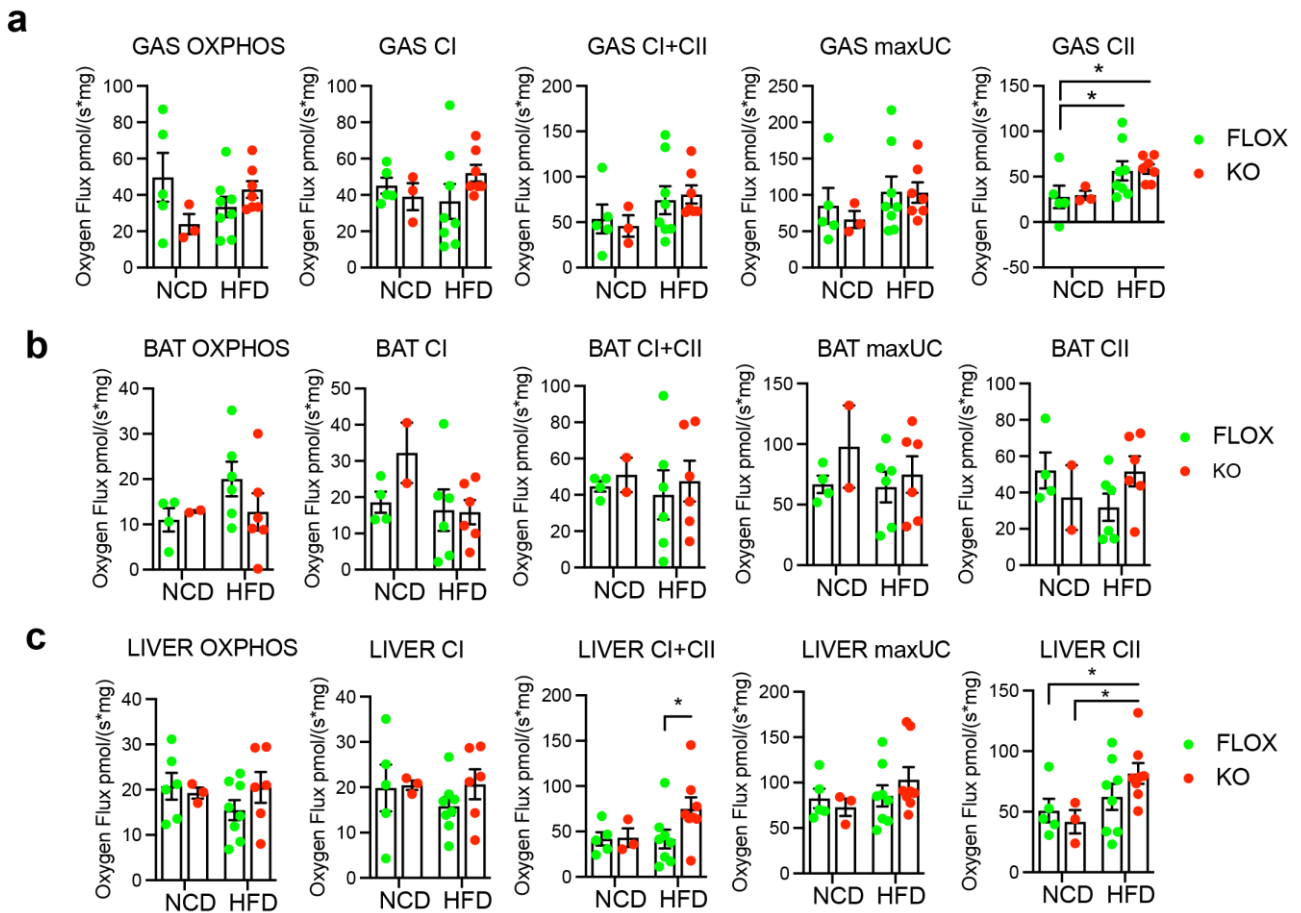 a
GAS OXPHOS
GAS CI
GAS CI+CII
GAS maxUC
GAS CII
Oxygen Flux pmol/(s*mg)
100
80
60
40
20
0
NCD HFD
Oxygen Flux pmol/(s*mg)
100
80
60
40
20
0
NCD HFD
Oxygen Flux pmol/(s*mg)
200
150
100
50
0
NCD HFD
Oxygen Flux pmol/(s*mg)
250
200
150
100
50
0
NCD HFD
Oxygen Flux pmol/(s*mg)
150
100
50
0
-50
*
*
NCD HFD
FLOX
KO
b
BAT OXPHOS
BAT CI
BAT CI+CII
BAT maxUC
BAT CII
Oxygen Flux pmol/(s*mg)
40
30
20
10
0
NCD HFD
Oxygen Flux pmol/(s*mg)
50
40
30
20
10
0
NCD HFD
Oxygen Flux pmol/(s*mg)
100
80
60
40
20
0
NCD HFD
Oxygen Flux pmol/(s*mg)
150
100
50
0
NCD HFD
Oxygen Flux pmol/(s*mg)
100
80
60
40
20
0
NCD HFD
FLOX
KO
c
LIVER OXPHOS
LIVER CI
LIVER CI+CII
LIVER maxUC
LIVER CII
Oxygen Flux pmol/(s*mg)
40
30
20
10
0
NCD HFD
Oxygen Flux pmol/(s*mg)
40
30
20
10
0
NCD HFD
Oxygen Flux pmol/(s*mg)
200
150
100
50
0
*
NCD HFD
Oxygen Flux pmol/(s*mg)
200
150
100
50
0
NCD HFD
Oxygen Flux pmol/(s*mg)
150
100
50
0
*
*
NCD HFD
FLOX
KO